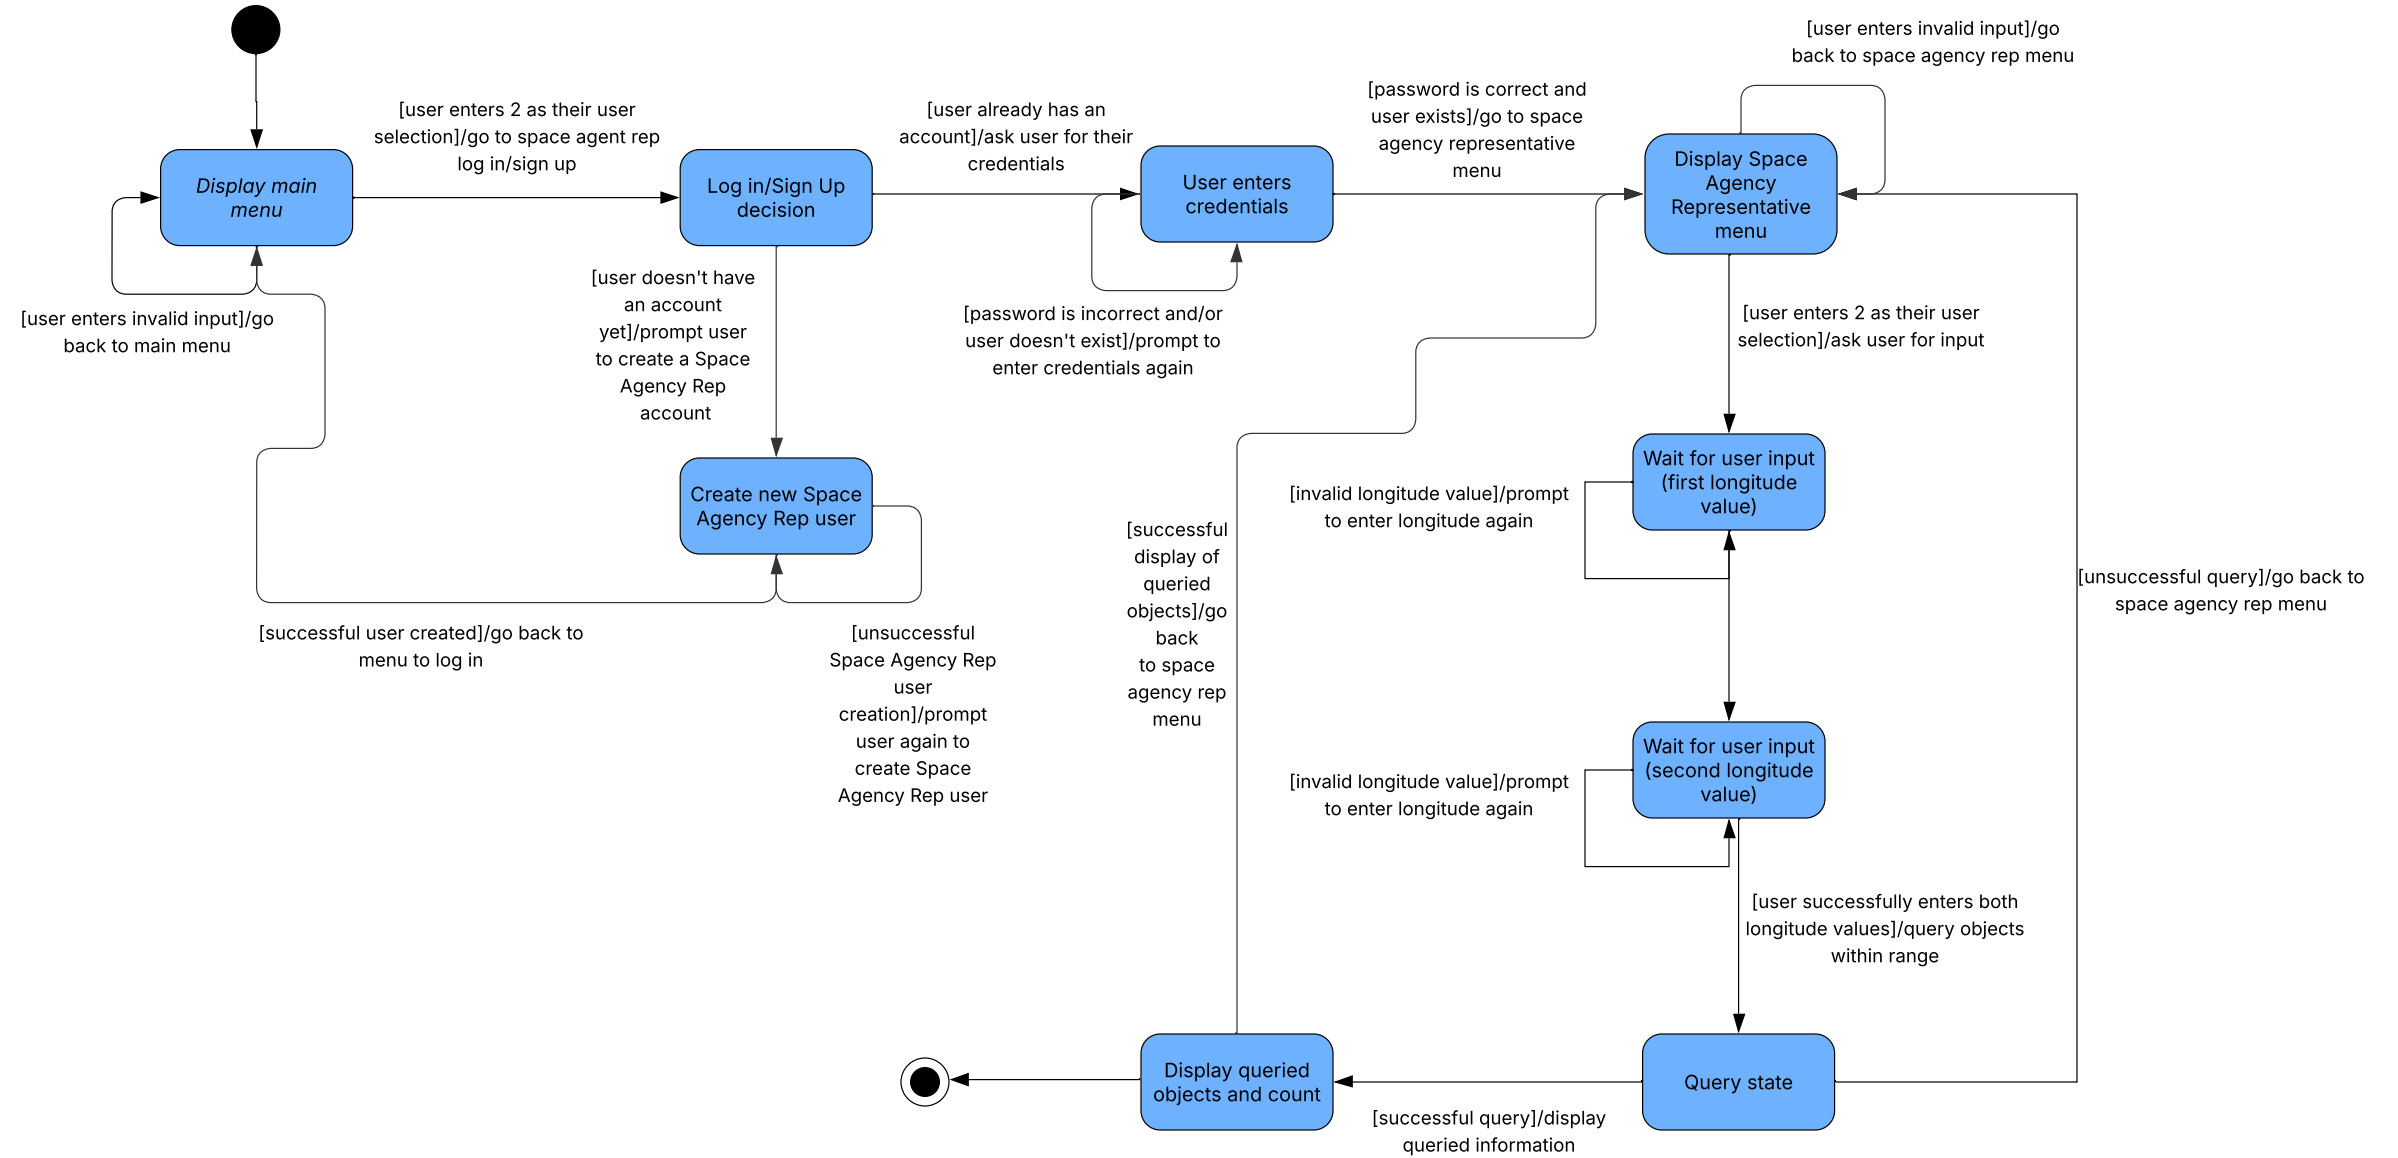 [user enters invalid input]/go
back to space agency rep menu
[user enters 2 as their user
selection]/go to space agent rep
log in/sign up
[user already has an
account]/ask user for their
credentials
[password is correct and
user exists]/go to space
agency representative
menu
Display main
menu
Log in/Sign Up
decision
User enters
credentials
Display Space
Agency
Representative
menu
[user enters invalid input]/go
back to main menu
[user doesn't have
an account
yet]/prompt user
to create a Space
Agency Rep
account
[password is incorrect and/or
user doesn't exist]/prompt to
enter credentials again
[user enters 2 as their user
selection]/ask user for input
Create new Space
Agency Rep user
[invalid longitude value]/prompt
to enter longitude again
Wait for user input
(first longitude
value)
[successful
display of
queried
objects]/go
back
to space
agency rep
menu
[unsuccessful query]/go back to
space agency rep menu
[successful user created]/go back to
menu to log in
[unsuccessful
Space Agency Rep
user
creation]/prompt
user again to
create Space
Agency Rep user
[invalid longitude value]/prompt
to enter longitude again
Wait for user input
(second longitude
value)
[user successfully enters both
longitude values]/query objects
within range
Display queried
objects and count
Query state
[successful query]/display
queried information